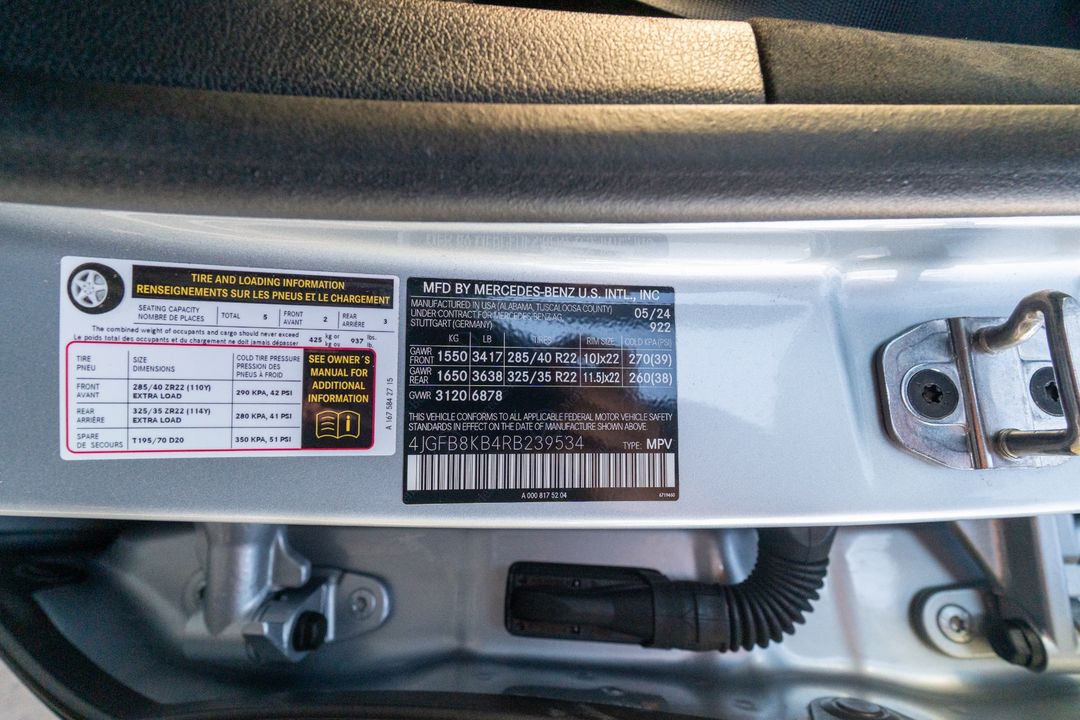 TIRE AND LOADING INFORMATION
RENSEIGNEMENTS SUR LES PNEUS ET LE CHARGEMENT
SEATING CAPACITY
NOMBRE DE PLACES
TOTAL 5
FRONT
AVANT 2
REAR
ARRIÈRE 3
The combined weight of occupants and cargo should never exceed
Le poids total des occupants et du chargement ne doit jamais dépasser
425 kg or
kg ou 937 lbs.
lb.
TIRE
PNEU
SIZE
DIMENSIONS
COLD TIRE PRESSURE
PRESSION DES
PNEUS À FROID
FRONT
AVANT
285/40 ZR22 (110Y)
EXTRA LOAD
290 KPA, 42 PSI
REAR
ARRIÈRE
325/35 ZR22 (114Y)
EXTRA LOAD
280 KPA, 41 PSI
SPARE
DE SECOURS
T195/70 D20
350 KPA, 51 PSI
SEE OWNER´S
MANUAL FOR
ADDITIONAL
INFORMATION
A 167 584 27 15
MFD BY MERCEDES-BENZ U.S. INTL., INC
MANUFACTURED IN USA (ALABAMA, TUSCALOOSA COUNTY)
UNDER CONTRACT FOR MERCEDES-BENZ AG,
STUTTGART (GERMANY)
05/24
922
KG LB TIRES RIM SIZE COLD KPA (PSI)
GAWR
FRONT 1550 3417 285/40 R22 10Jx22 270(39)
GAWR
REAR 1650 3638 325/35 R22 11.5Jx22 260(38)
GVWR 3120 6878
THIS VEHICLE CONFORMS TO ALL APPLICABLE FEDERAL MOTOR VEHICLE SAFETY
STANDARDS IN EFFECT ON THE DATE OF MANUFACTURE SHOWN ABOVE.
4JGFB8KB4RB239534 TYPE: MPV
A 000 817 52 04